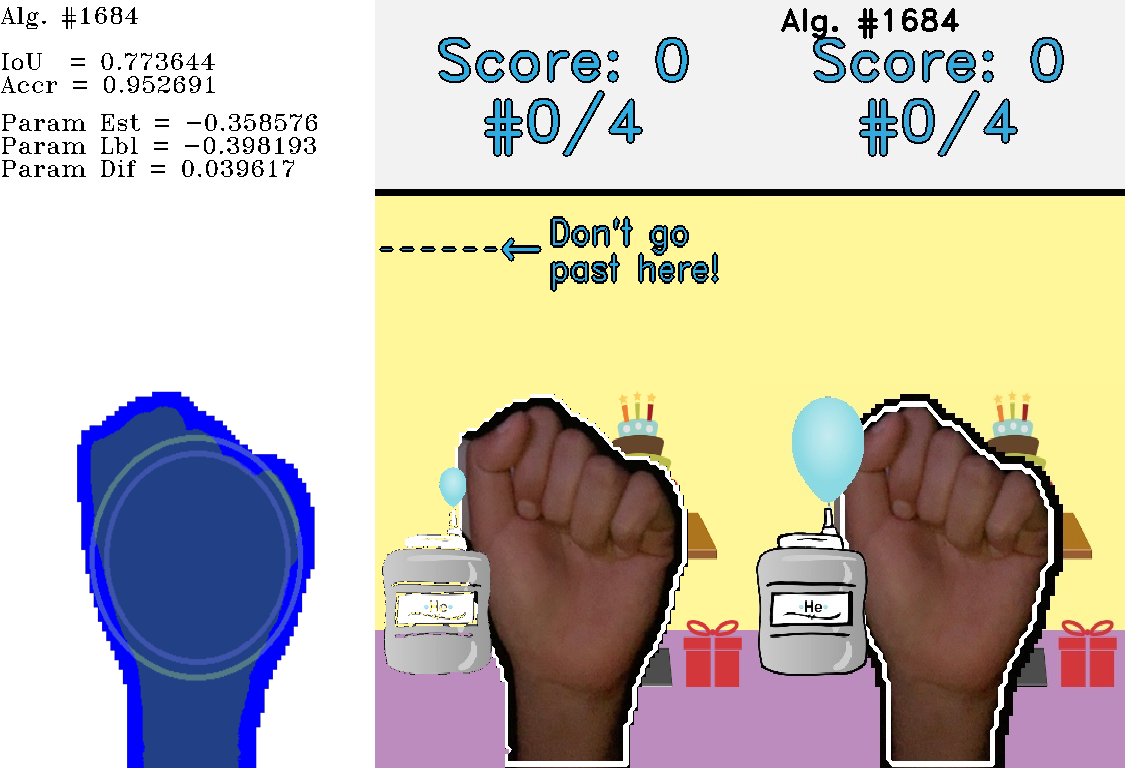 Alg. #1684
IoU = 0.773644
Accr = 0.952691
Param Est = -0.358576
Param Lbl = -0.398193
Param Dif = 0.039617
Score: 0
#0/4
Don't go
past here!
He
Alg. #1684
Score: 0
#0/4
He